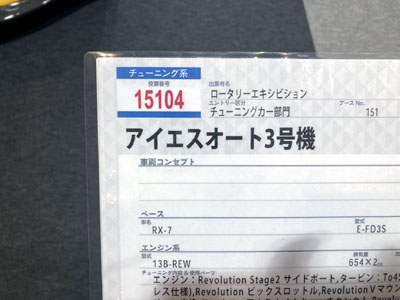 チューニング系
投票番号
15104
出展者名
ロータリーエキシビション
エントリー区分
チューニングカー部門
ブースNo.
151
アイエスオート3号機
車両コンセプト
ベース
車名
RX-7
型式
E-FD3S
エンジン系
型式
13B-REW
排気量
654×2cc
チューニング内容&使用パーツ
エンジン：Revolution Stage2 サイドポート,タービン：To4S
レス仕様),Revolution ビックスロットル,Revolution Vマウン